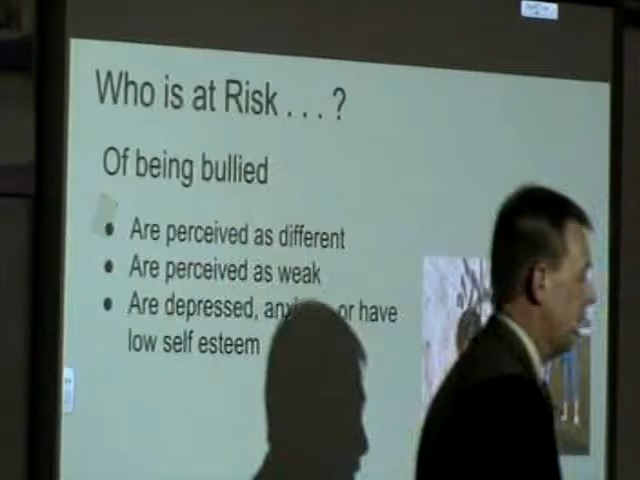 Who is at Risk . . . ?
Of being bullied
• Are perceived as different
• Are perceived as weak
• Are depressed, or have
low self esteem